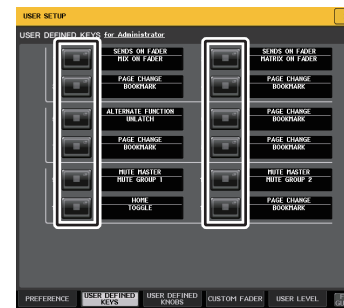 USER SETUP
USER DEFINED KEYS for Administrator
SENDS ON FADER
MIX ON FADER
SENDS ON FADER
MATRIX ON FADER
PAGE CHANGE
BOOKMARK
PAGE CHANGE
BOOKMARK
ALTERNATE FUNCTION
UNLATCH
PAGE CHANGE
BOOKMARK
PAGE CHANGE
BOOKMARK
PAGE CHANGE
BOOKMARK
MUTE MASTER
MUTE GROUP 1
MUTE MASTER
MUTE GROUP 2
HOME
TOGGLE
PAGE CHANGE
BOOKMARK
PREFERENCE
USER DEFINED
KEYS
USER DEFINED
KNOBS
CUSTOM FADER
USER LEVEL